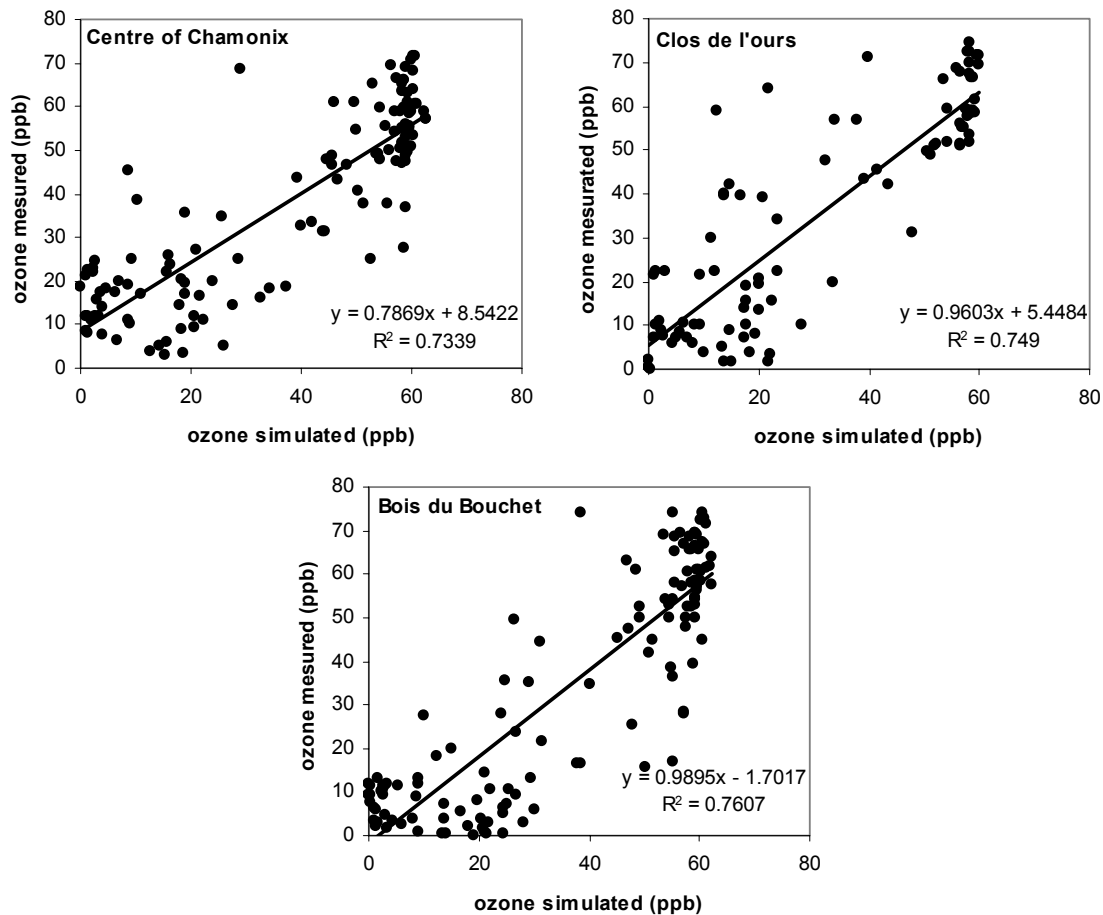 Centre of Chamonix
ozone mesured (ppb)
80
70
60
50
40
30
20
10
0
y = 0.7869x + 8.5422
R² = 0.7339
0 20 40 60 80
ozone simulated (ppb)
Clos de l'ours
ozone mesurated (ppb)
80
70
60
50
40
30
20
10
0
y = 0.9603x + 5.4484
R² = 0.749
0 20 40 60 80
ozone simulated (ppb)
Bois du Bouchet
ozone mesured (ppb)
80
70
60
50
40
30
20
10
0
y = 0.9895x - 1.7017
R² = 0.7607
0 20 40 60 80
ozone simulated (ppb)